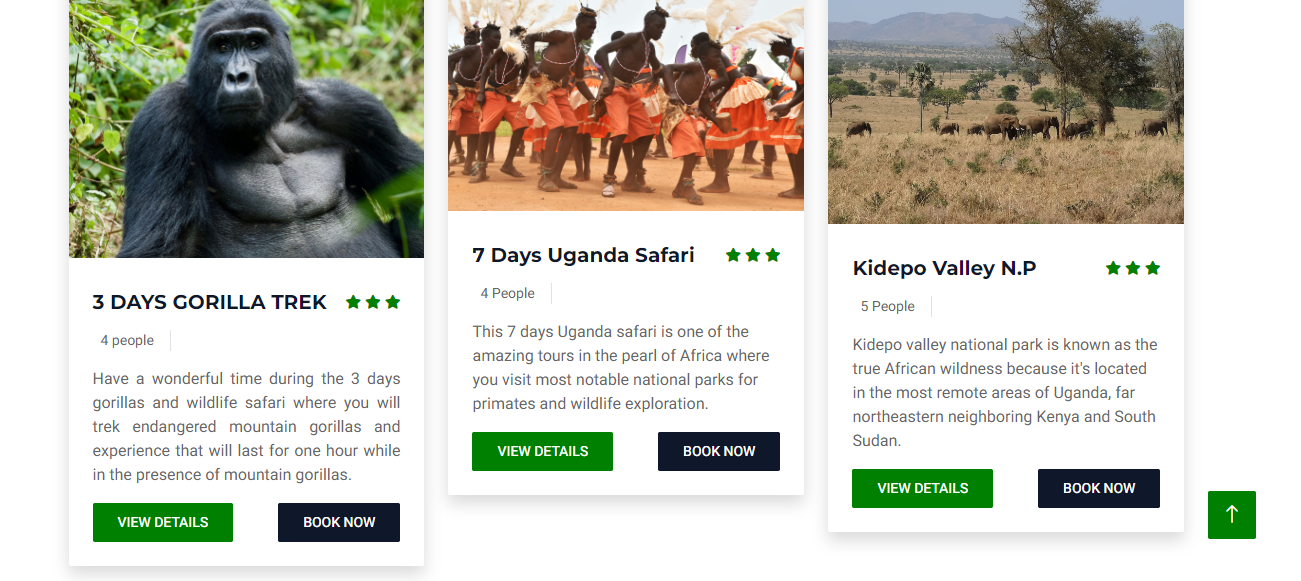 3 DAYS GORILLA TREK
4 people
Have a wonderful time during the 3 days
gorillas and wildlife safari where you will
trek endangered mountain gorillas and
experience that will last for one hour while
in the presence of mountain gorillas.
VIEW DETAILS
BOOK NOW
7 Days Uganda Safari
4 People
This 7 days Uganda safari is one of the
amazing tours in the pearl of Africa where
you visit most notable national parks for
primates and wildlife exploration.
VIEW DETAILS
BOOK NOW
Kidepo Valley N.P
5 People
Kidepo valley national park is known as the
true African wildness because it's located
in the most remote areas of Uganda, far
northeastern neighboring Kenya and South
Sudan.
VIEW DETAILS
BOOK NOW